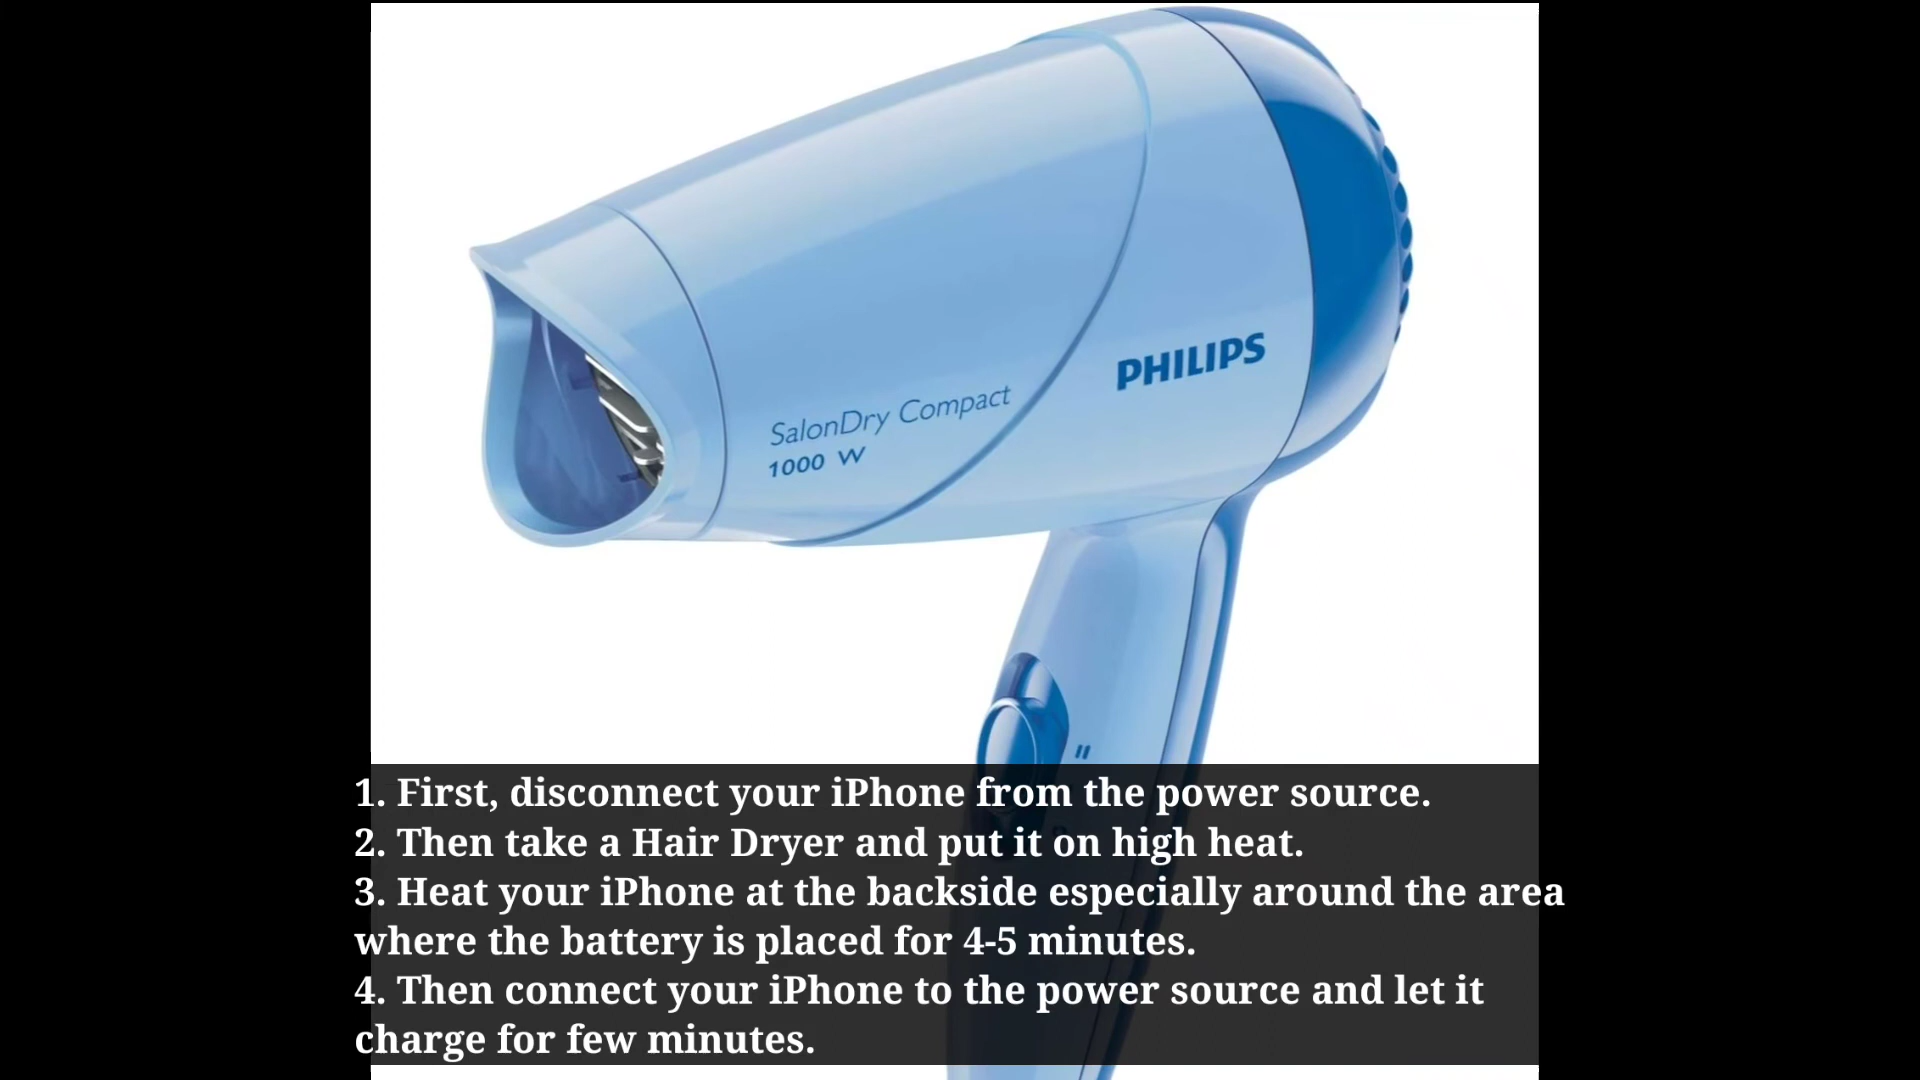 PHILIPS
SalonDry Compact
1000 W
II
1. First, disconnect your iPhone from the power source.
2. Then take a Hair Dryer and put it on high heat.
3. Heat your iPhone at the backside especially around the area
where the battery is placed for 4-5 minutes.
4. Then connect your iPhone to the power source and let it
charge for few minutes.